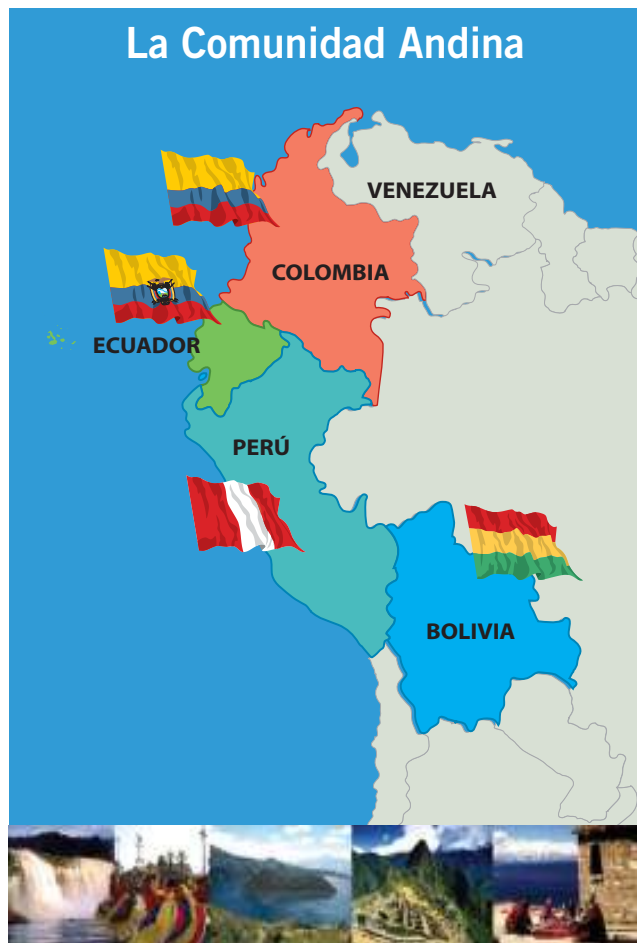 La Comunidad Andina
VENEZUELA
COLOMBIA
ECUADOR
PERÚ
BOLIVIA